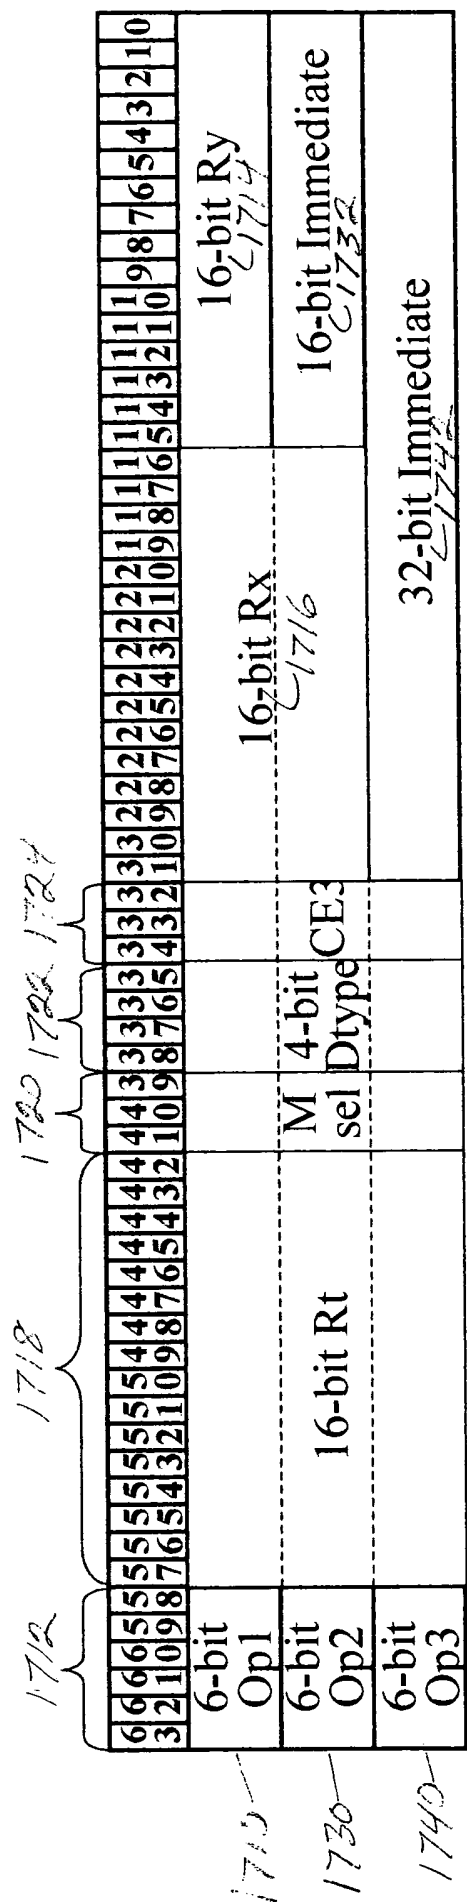 1712 1718 1720 1722 1724
6 6 6 6 5 5 5 5 5 5 5 5 5 5 4 4 4 4 4 4 4 4 4 4 3 3 3 3 3 3 3 3 3 3 2 2 2 2 2 2 2 2 2 2 1 1 1 1 1 1 1 1 1 1 9 8 7 6 5 4 3 2 1 0
3 2 1 0 9 8 7 6 5 4 3 2 1 0 9 8 7 6 5 4 3 2 1 0 9 8 7 6 5 4 3 2 1 0 9 8 7 6 5 4 3 2 1 0 9 8 7 6 5 4 3 2 1 0
1710
6-bit
Op1
16-bit Rx
1716
16-bit Ry
1714
1730
6-bit
Op2
16-bit Rt
M
sel
4-bit
Dtype
CE3
16-bit Immediate
1732
1740
6-bit
Op3
32-bit Immediate
1742